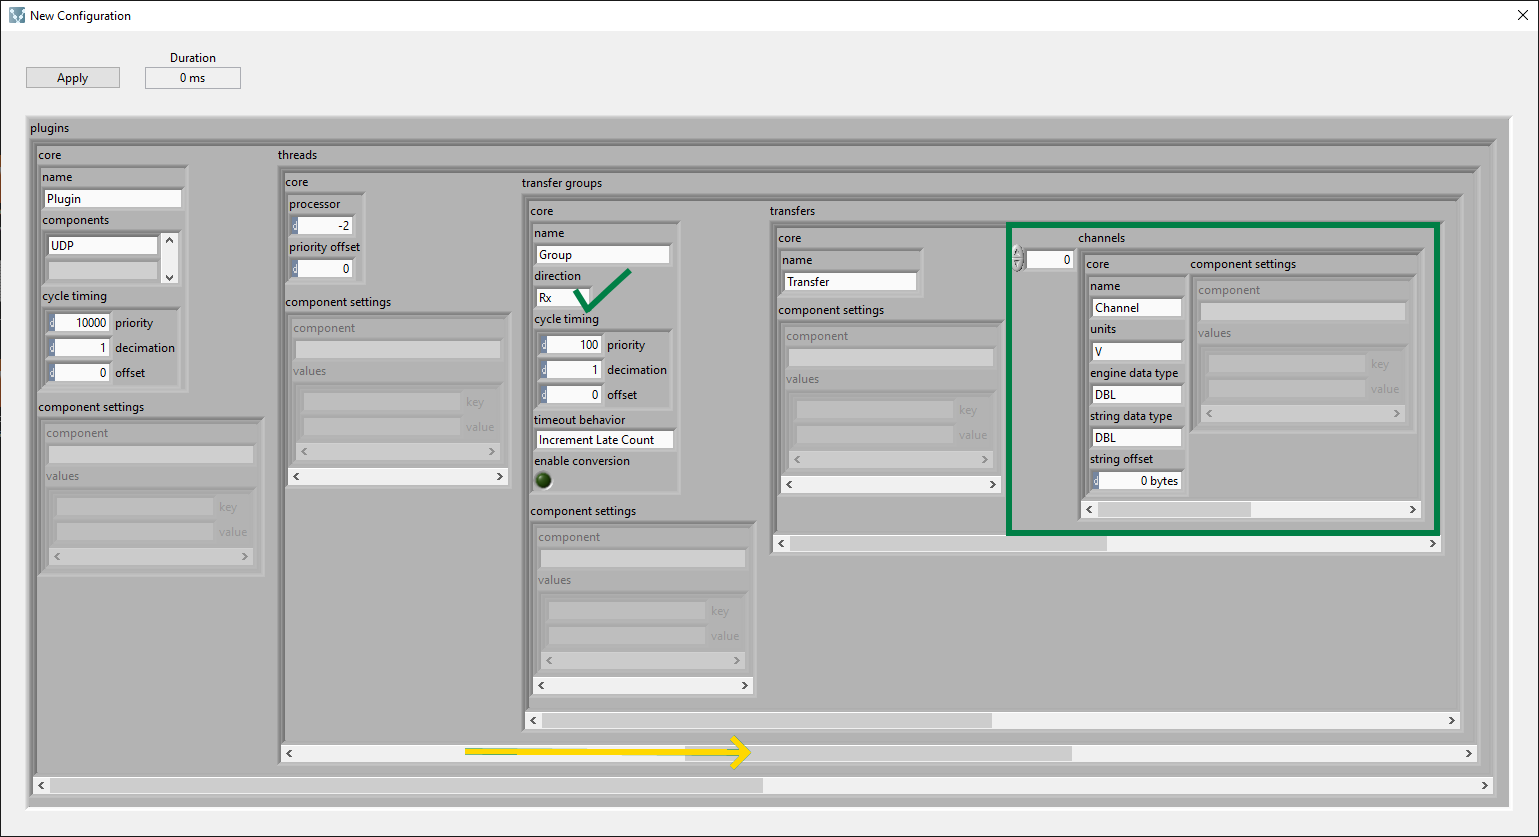 New Configuration
Apply
Duration
0 ms
plugins
core
name
Plugin
components
UDP
cycle timing
10000 priority
1 decimation
0 offset
component settings
component
values
key
value
threads
core
processor
-2
priority offset
0
component settings
component
values
key
value
transfer groups
core
name
Group
direction
Rx
cycle timing
100 priority
1 decimation
0 offset
timeout behavior
Increment Late Count
enable conversion
component settings
component
values
key
value
transfers
core
name
Transfer
component settings
component
values
key
value
0
channels
core
name
Channel
units
V
engine data type
DBL
string data type
DBL
string offset
0 bytes
component settings
component
values
key
value